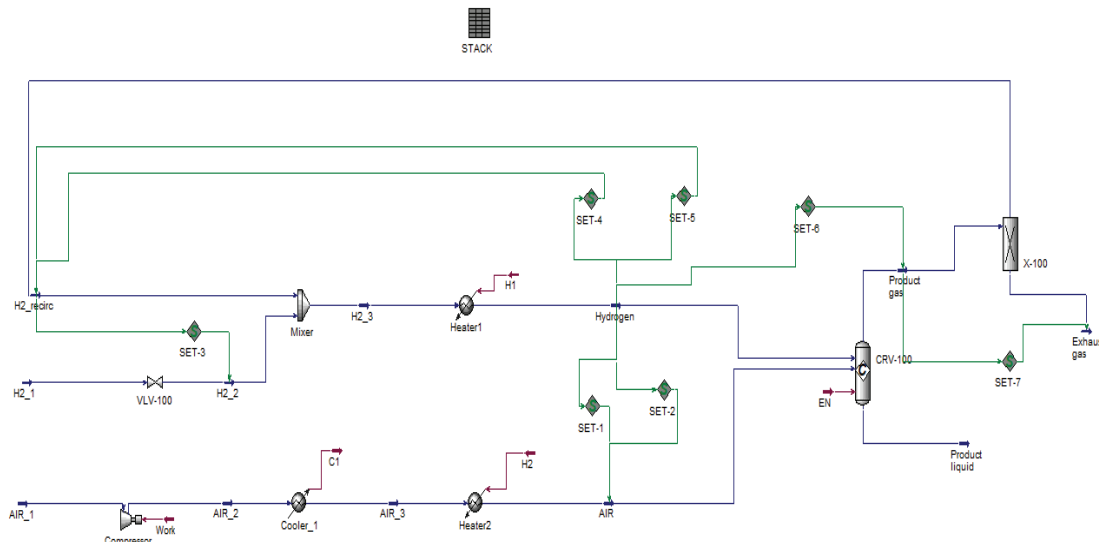 STACK
SET-4
SET-5
SET-6
X-100
H2_recirc
Mixer
H2_3
H1
Heater1
Hydrogen
Product
gas
Exhaus
gas
SET-3
CRV-100
SET-7
H2_1
VLV-100
H2_2
SET-1
SET-2
EN
C1
H2
Product
liquid
AIR_1
AIR_2
Cooler_1
AIR_3
Heater2
AIR
Work
Compressor
C
S
S
S
S
S
S
S